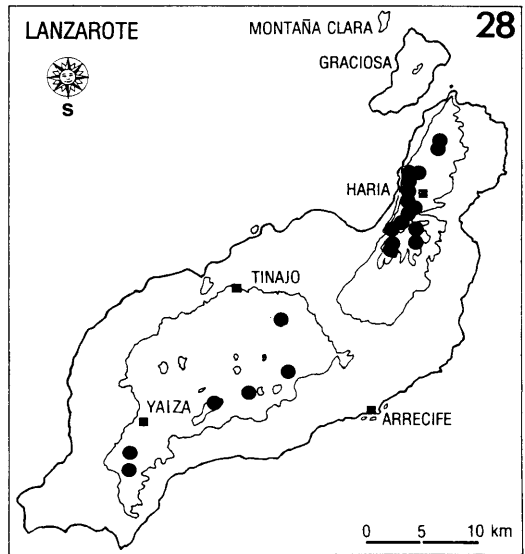 LANZAROTE
MONTAÑA CLARA
28
GRACIOSA
S
HARIA
TINAJO
YAIZA
ARRECIFE
0 5 10 km